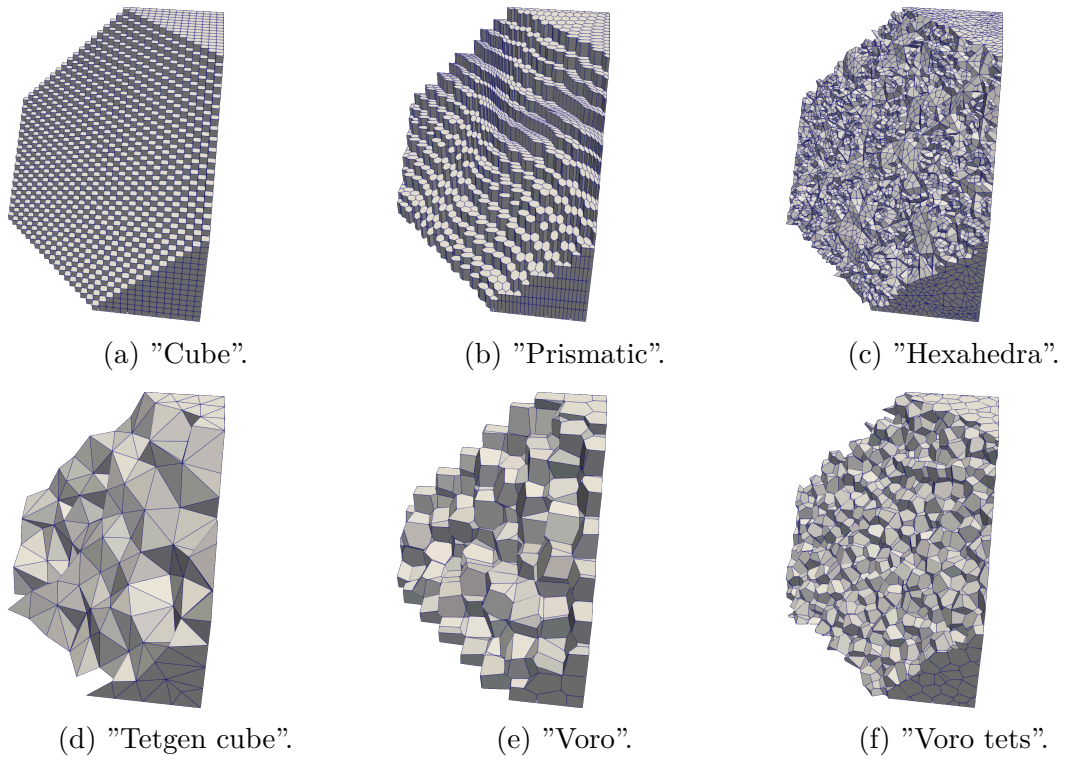 (a) ”Cube”.
(b) ”Prismatic”.
(c) ”Hexahedra”.
(d) ”Tetgen cube”.
(e) ”Voro”.
(f) ”Voro tets”.